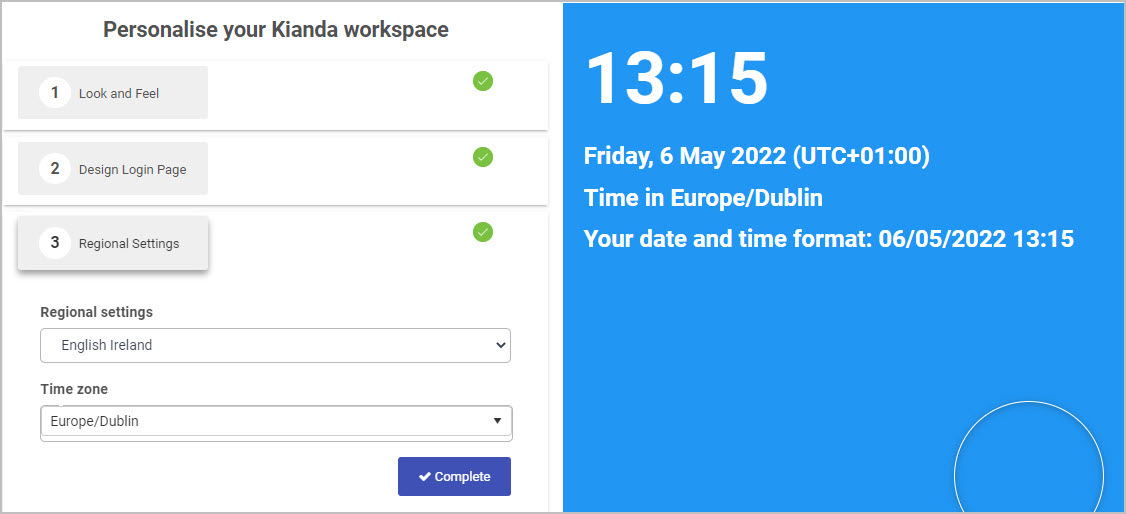 Personalise your Kianda workspace
1 Look and Feel
2 Design Login Page
3 Regional Settings
Regional settings
English Ireland
Time zone
Europe/Dublin
Complete
13:15
Friday, 6 May 2022 (UTC+01:00)
Time in Europe/Dublin
Your date and time format: 06/05/2022 13:15